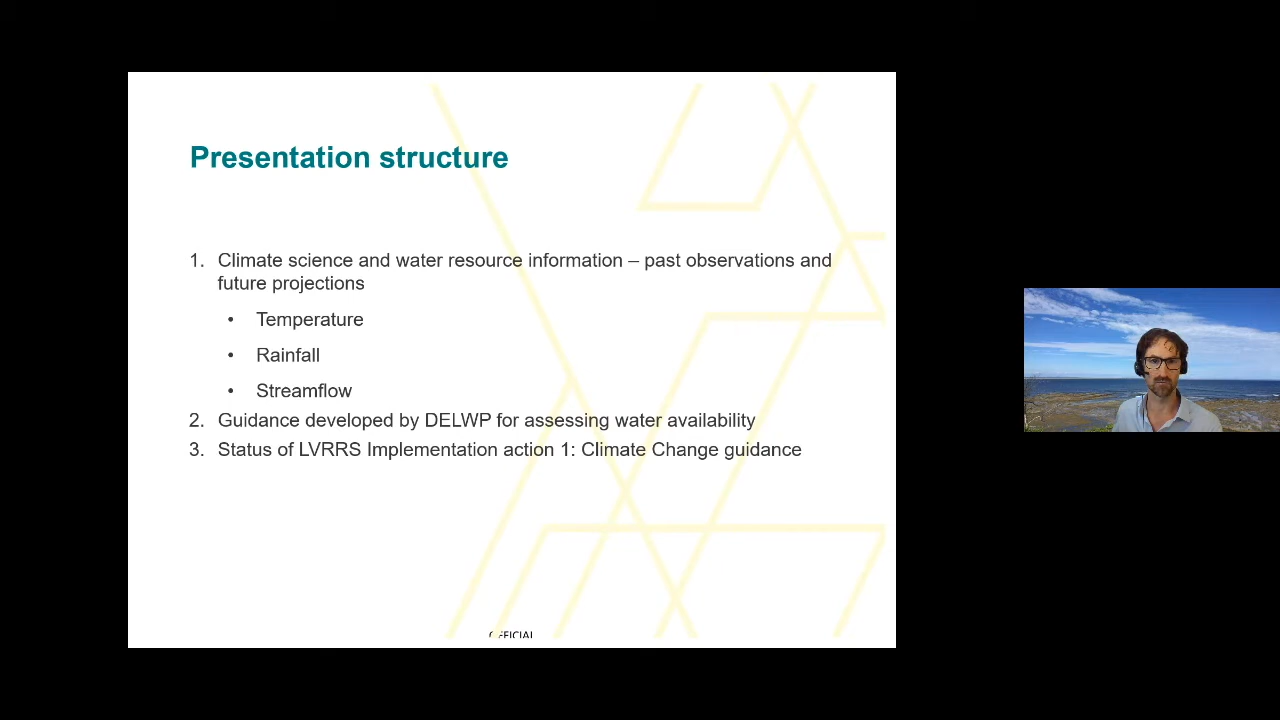 Presentation structure
1. Climate science and water resource information – past observations and
future projections
• Temperature
• Rainfall
• Streamflow
2. Guidance developed by DELWP for assessing water availability
3. Status of LVRRS Implementation action 1: Climate Change guidance
OFFICIAL